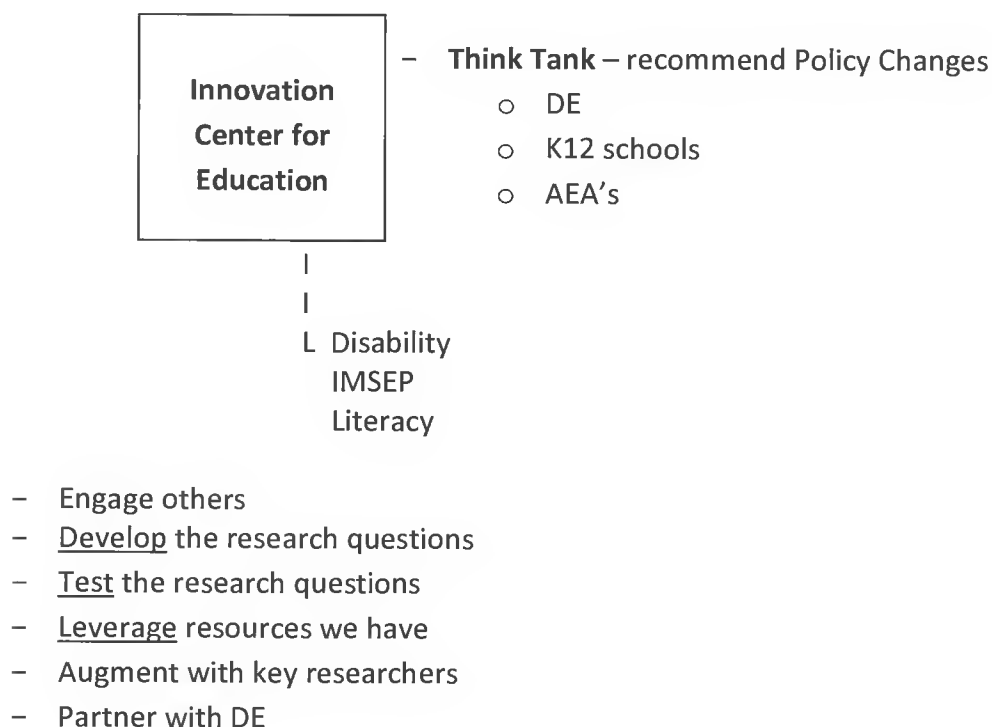 Innovation
Center for
Education
– Think Tank – recommend Policy Changes
o DE
o K12 schools
o AEA's
L Disability
IMSEP
Literacy
– Engage others
– Develop the research questions
– Test the research questions
– Leverage resources we have
– Augment with key researchers
– Partner with DE